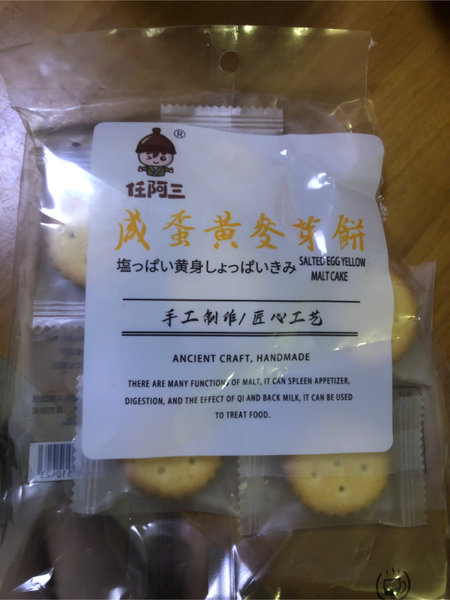 ®
任阿三
咸蛋黄麦芽餅
塩っぱい黄身しょっぱいきみ
SALTED EGG YELLOW
MALT CAKE
手工制作/匠心工艺
ANCIENT CRAFT, HANDMADE
THERE ARE MANY FUNCTIONS OF MALT, IT CAN SPLEEN APPETIZER,
DIGESTION, AND THE EFFECT OF QI AND BACK MILK, IT CAN BE USED
TO TREAT FOOD.